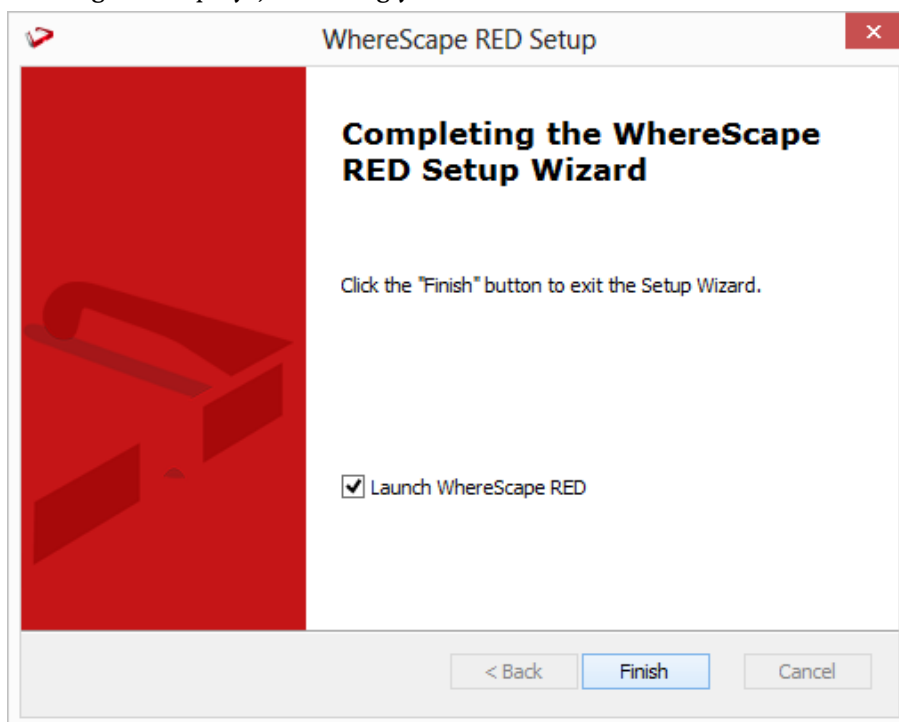 WhereScape RED Setup
Completing the WhereScape
RED Setup Wizard
Click the "Finish" button to exit the Setup Wizard.
Launch WhereScape RED
< Back Finish Cancel